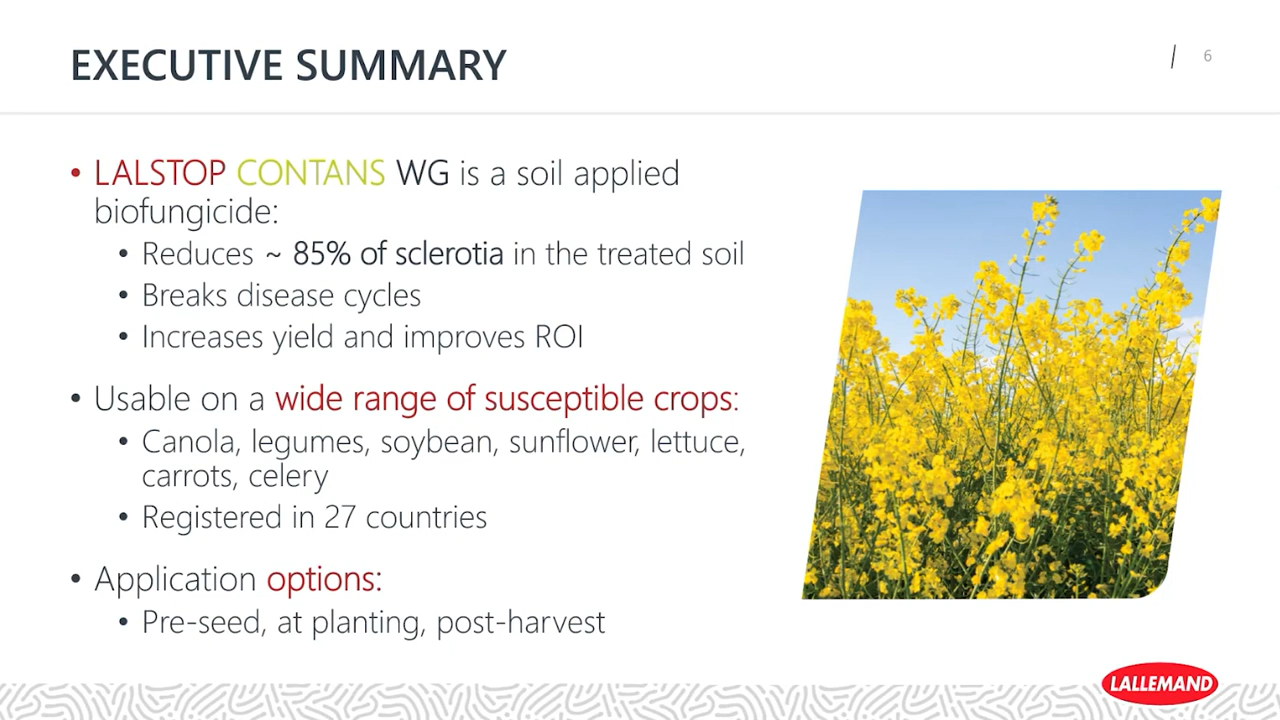 EXECUTIVE SUMMARY
/ 6
• LALSTOP CONTANS WG is a soil applied
biofungicide:
• Reduces ~ 85% of sclerotia in the treated soil
• Breaks disease cycles
• Increases yield and improves ROI
• Usable on a wide range of susceptible crops:
• Canola, legumes, soybean, sunflower, lettuce,
carrots, celery
• Registered in 27 countries
• Application options:
• Pre-seed, at planting, post-harvest
LALLEMAND